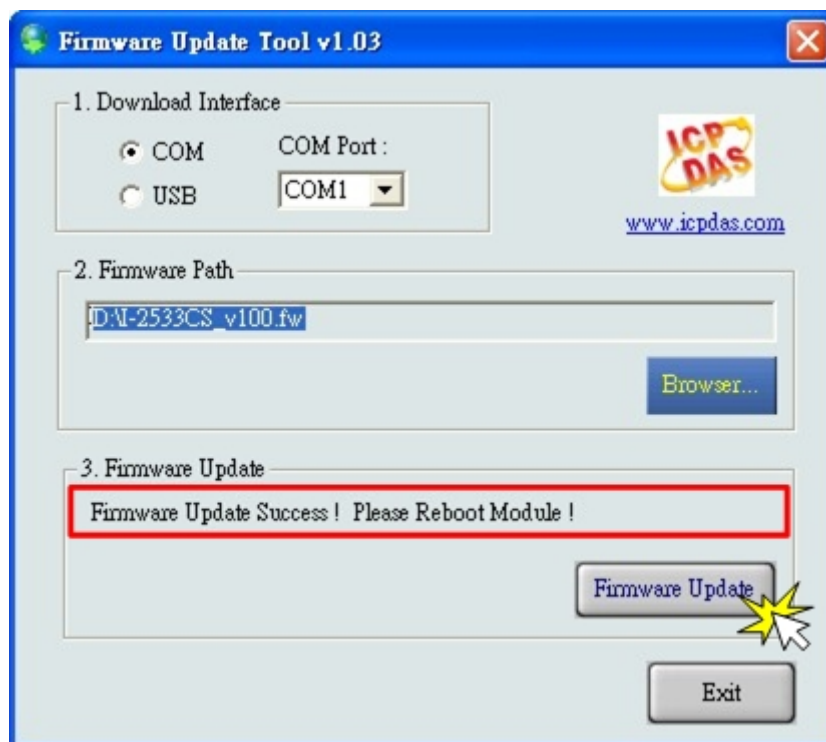 Firmware Update Tool v1.03
1. Download Interface
COM
COM Port :
USB
COM1
ICP
DAS
www.icpdas.com
2. Firmware Path
D:\I-2533CS_v100.fw
Browser...
3. Firmware Update
Firmware Update Success ! Please Reboot Module !
Firmware Update
Exit